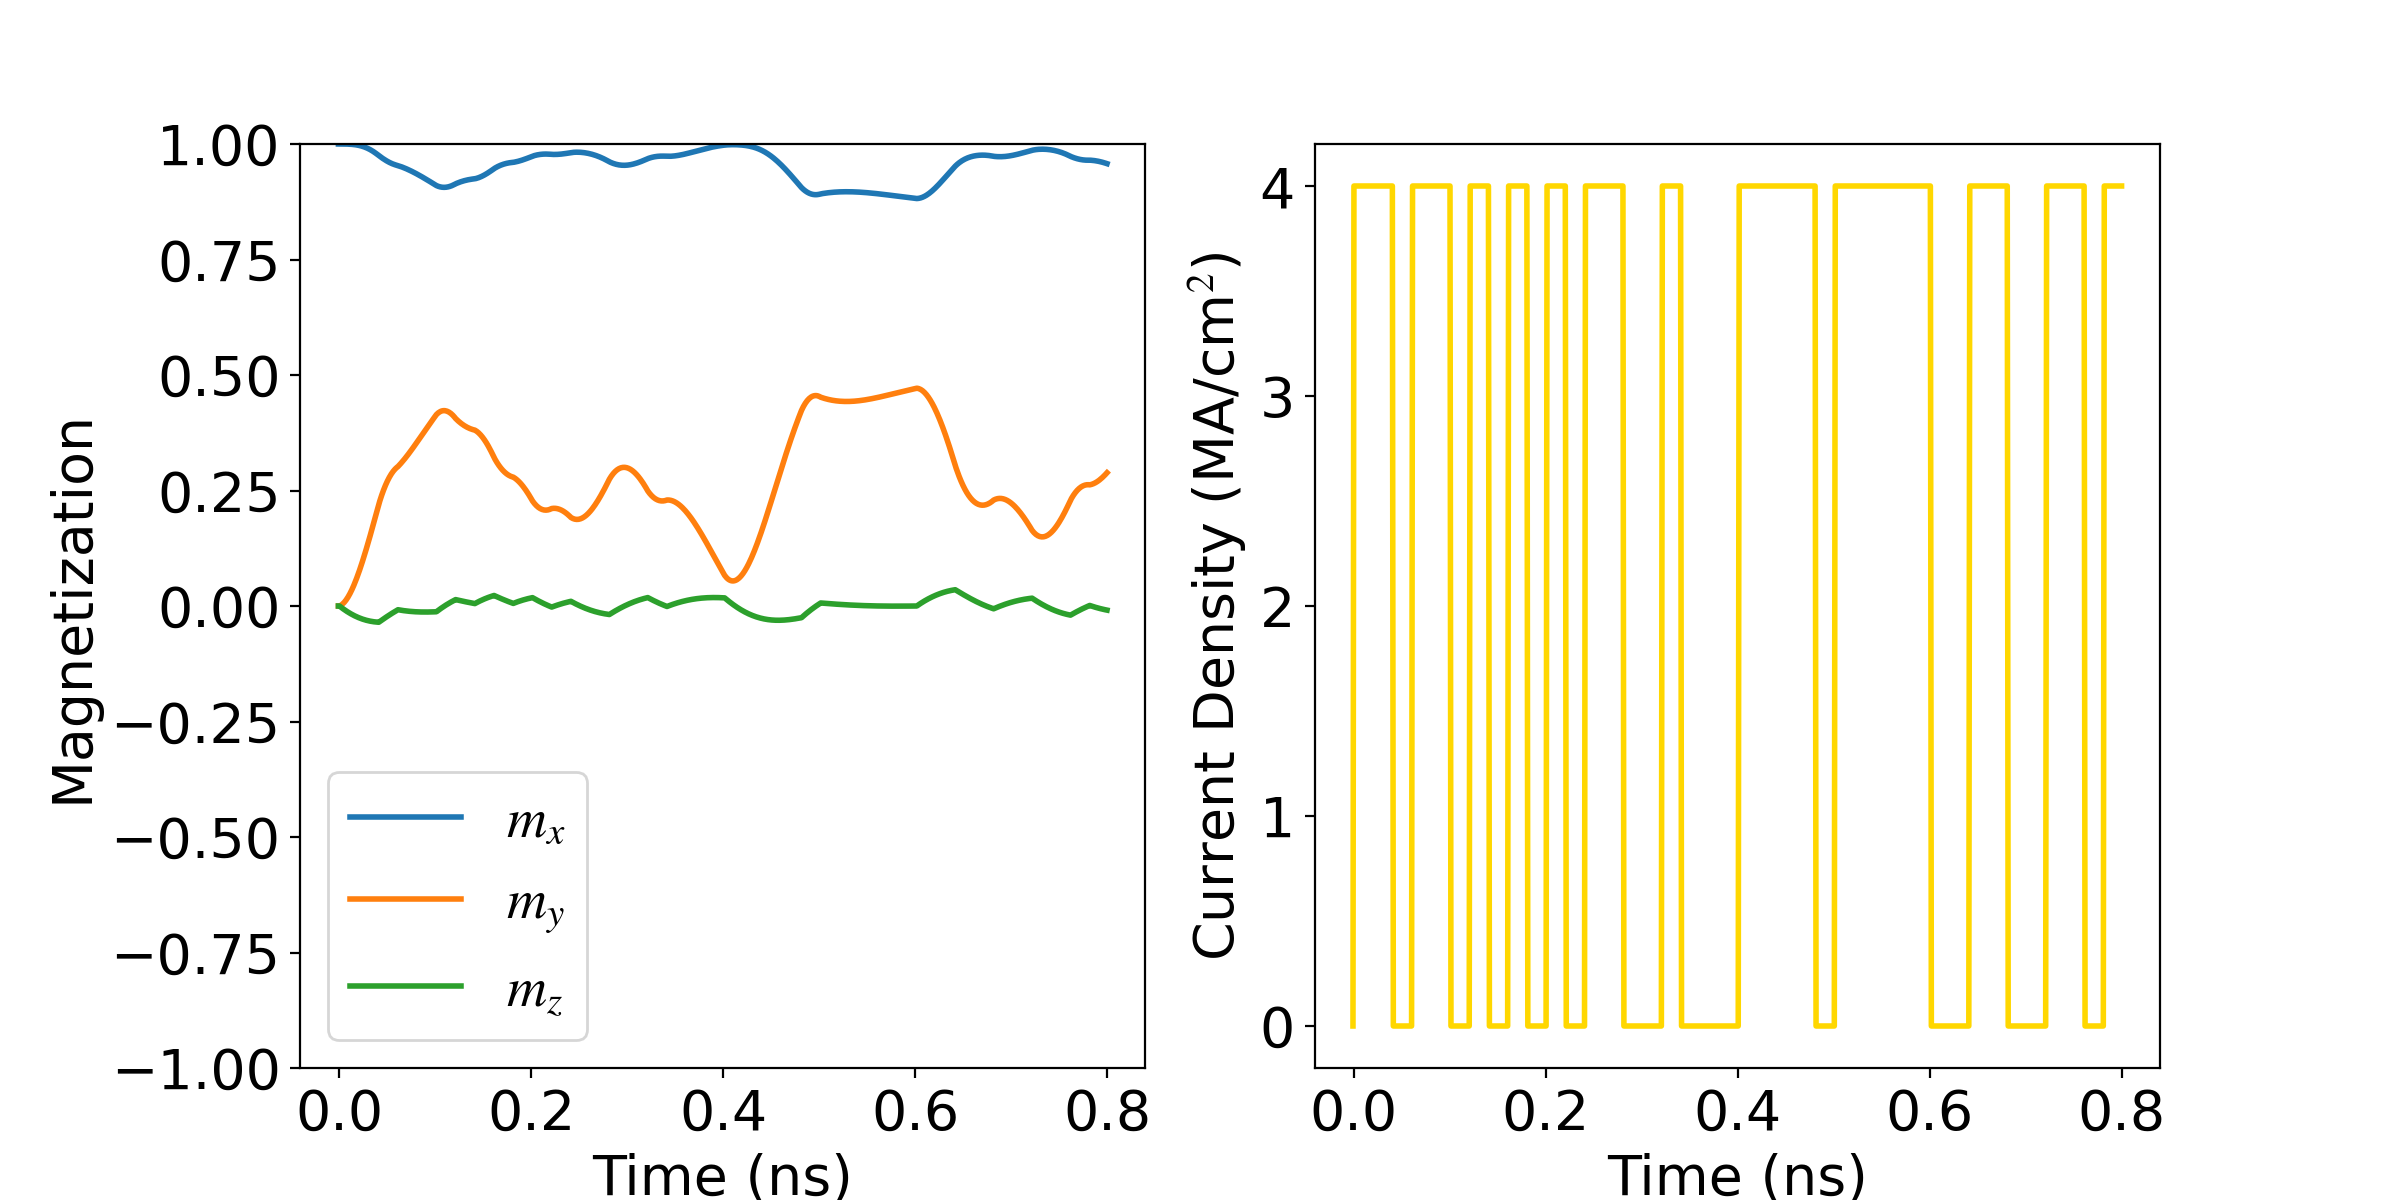 1.00
0.75
0.50
0.25
0.00
−0.25
−0.50
−0.75
−1.00
Magnetization
m_x
m_y
m_z
0.0 0.2 0.4 0.6 0.8
Time (ns)
4
3
2
1
0
Current Density (MA/cm²)
0.0 0.2 0.4 0.6 0.8
Time (ns)